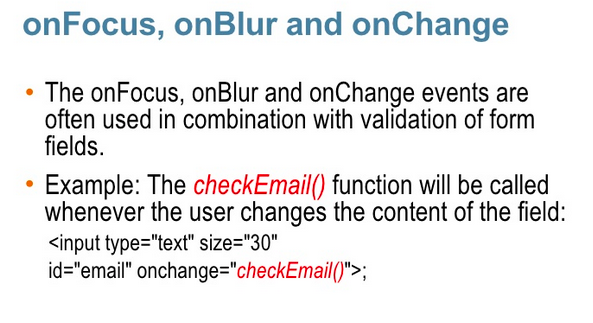 onFocus, onBlur and onChange
• The onFocus, onBlur and onChange events are
often used in combination with validation of form
fields.
• Example: The checkEmail() function will be called
whenever the user changes the content of the field:
<input type="text" size="30"
id="email" onchange="checkEmail()">;